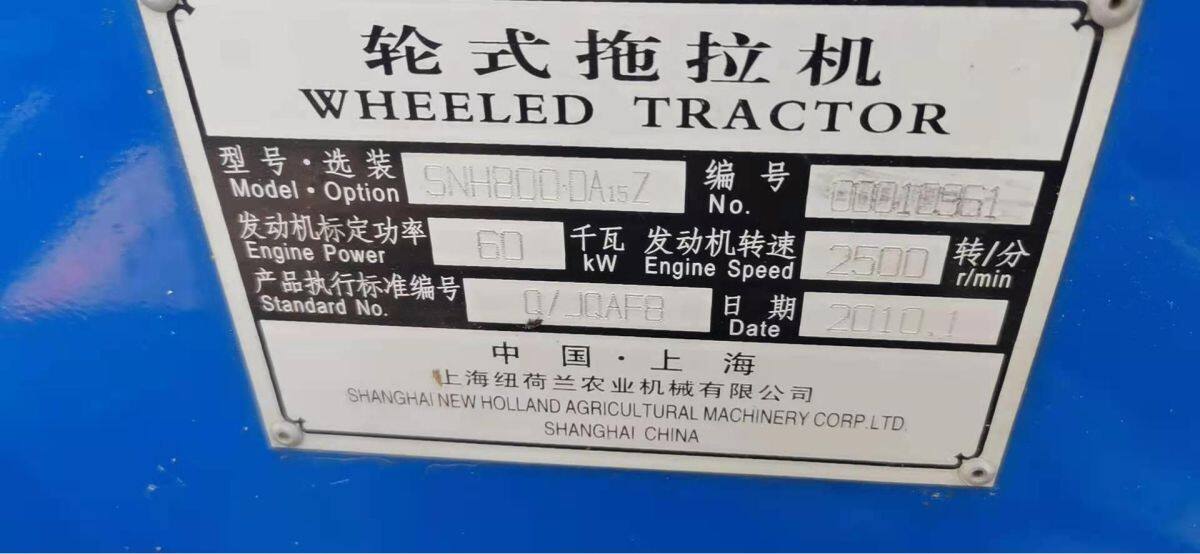 轮式拖拉机
WHEELED TRACTOR
型号·选装 SNH800·DA15Z 编号 00010561
Model·Option No.
发动机标定功率 60 千瓦 发动机转速 2500 转/分
Engine Power kW Engine Speed r/min
产品执行标准编号 Q/JQAF8 日期 2010.1
Standard No. Date
中国·上海
上海纽荷兰农业机械有限公司
SHANGHAI NEW HOLLAND AGRICULTURAL MACHINERY CORP.LTD.
SHANGHAI CHINA